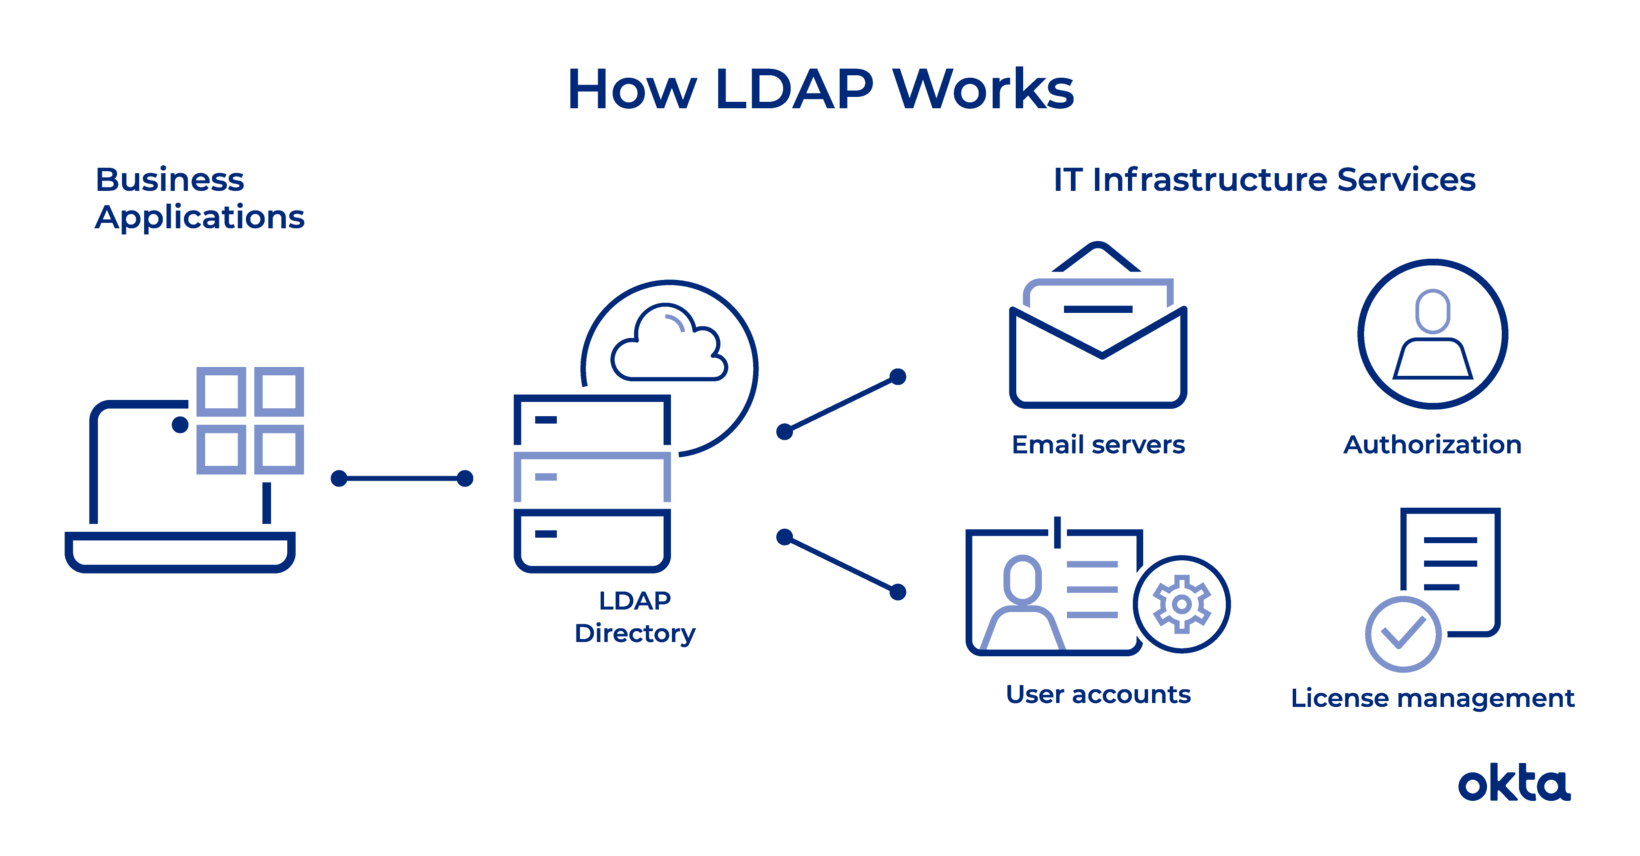 How LDAP Works
Business
Applications
IT Infrastructure Services
LDAP
Directory
Email servers
Authorization
User accounts
License management
okta